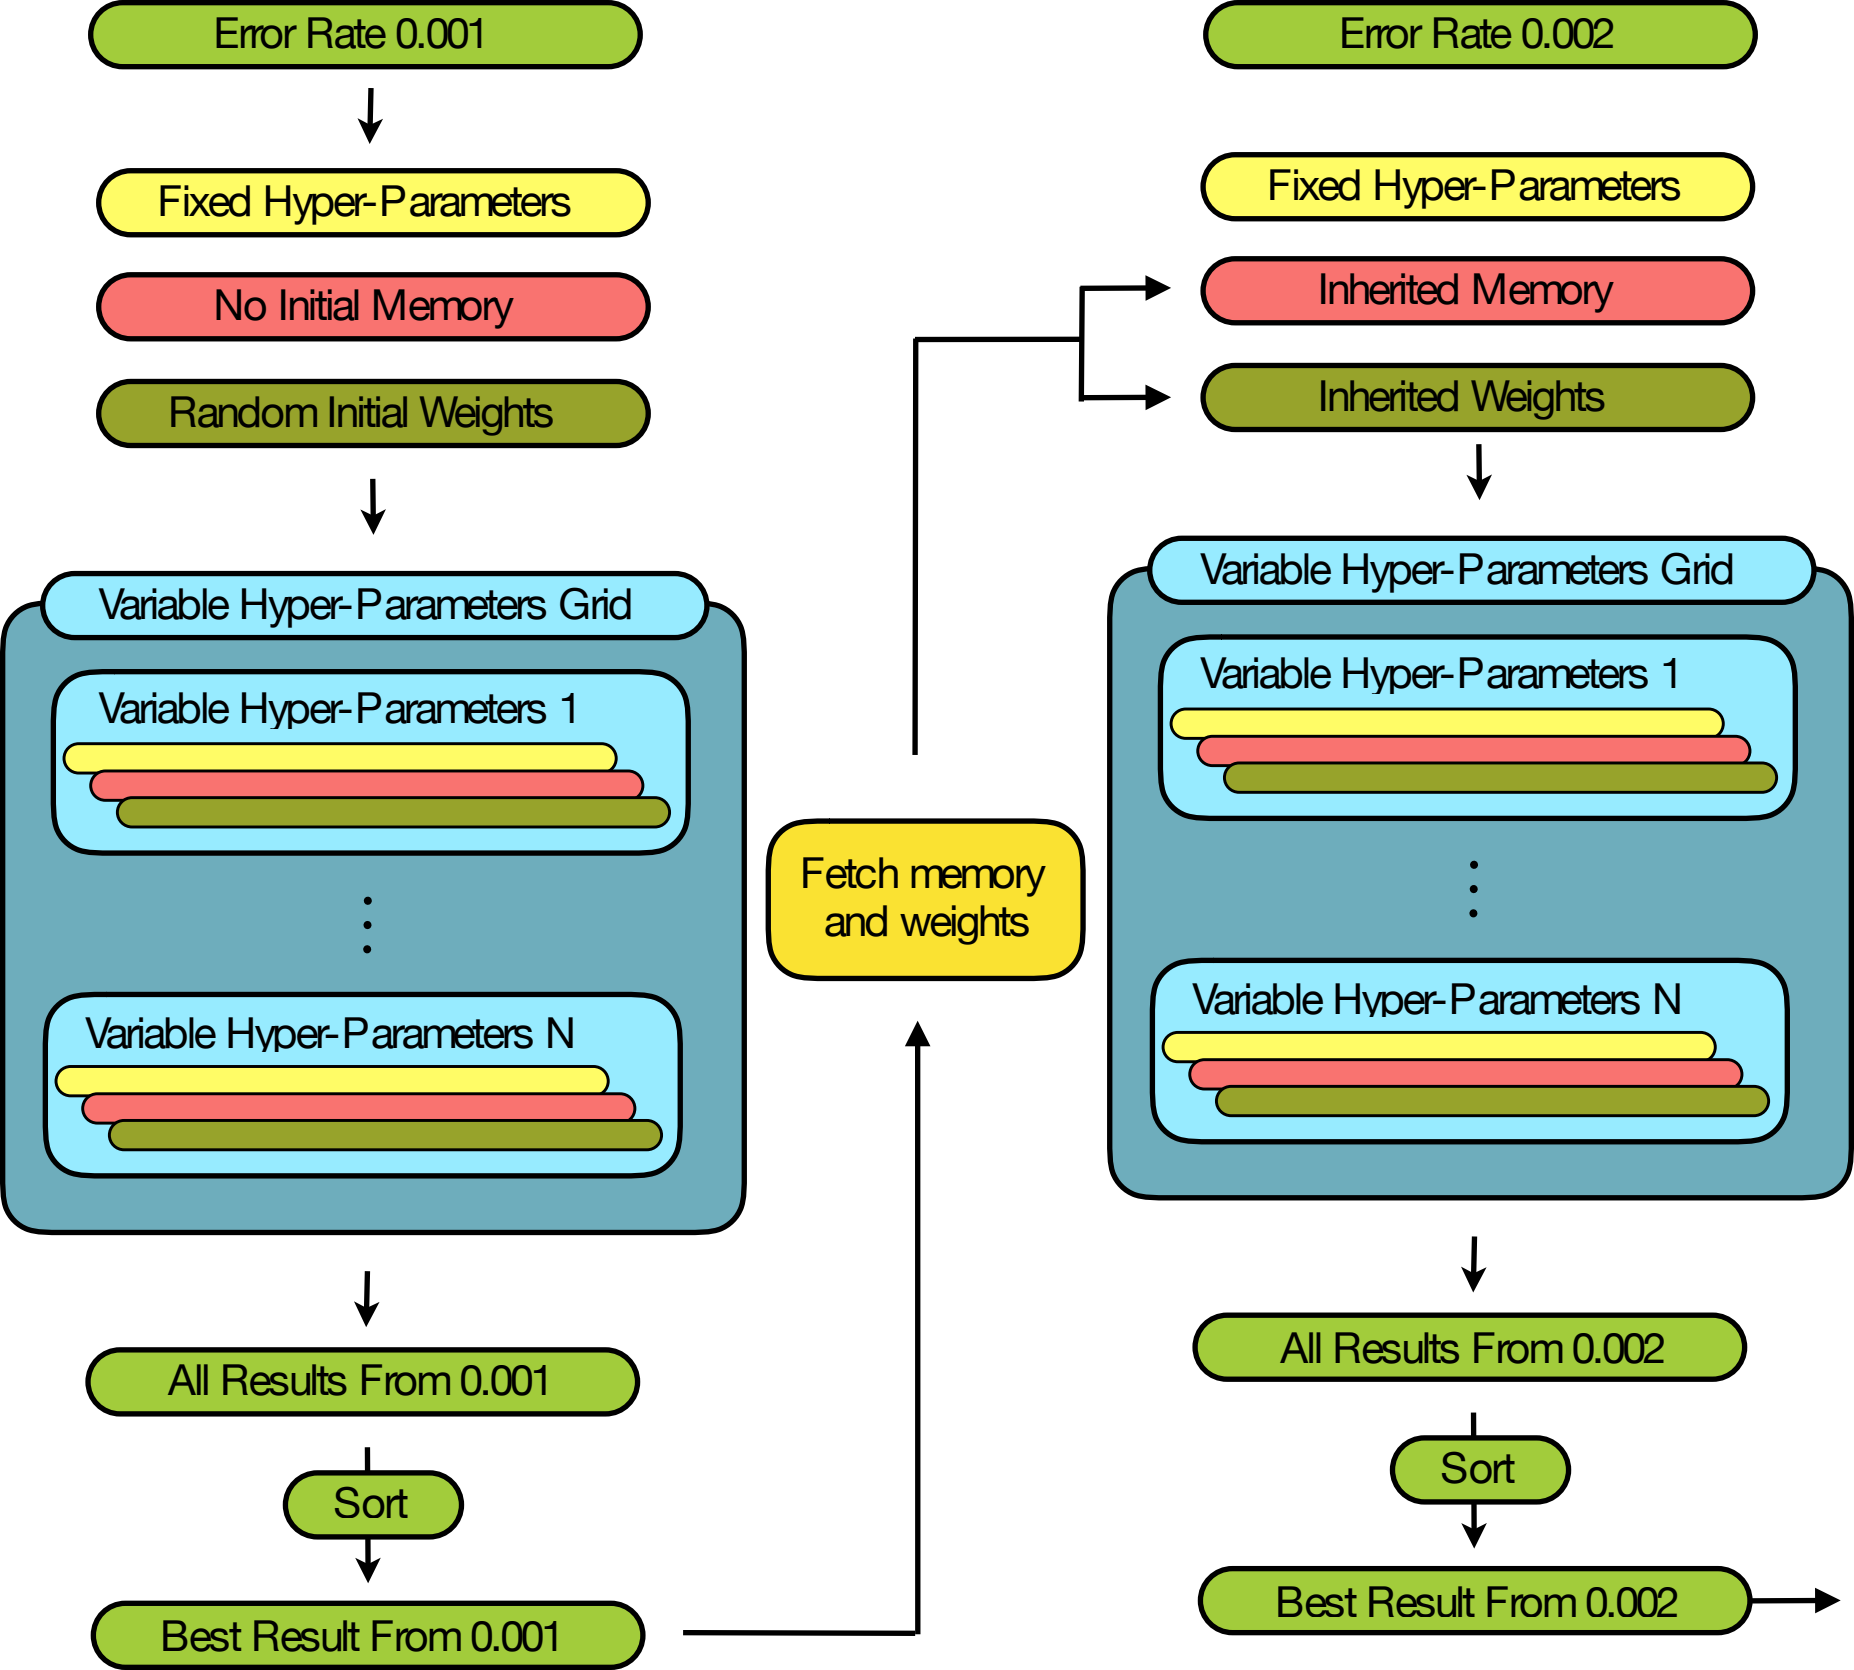 Error Rate 0.001
Fixed Hyper-Parameters
No Initial Memory
Random Initial Weights
Variable Hyper-Parameters Grid
Variable Hyper-Parameters 1
Variable Hyper-Parameters N
All Results From 0.001
Sort
Best Result From 0.001
Fetch memory
and weights
Error Rate 0.002
Fixed Hyper-Parameters
Inherited Memory
Inherited Weights
Variable Hyper-Parameters Grid
Variable Hyper-Parameters 1
Variable Hyper-Parameters N
All Results From 0.002
Sort
Best Result From 0.002